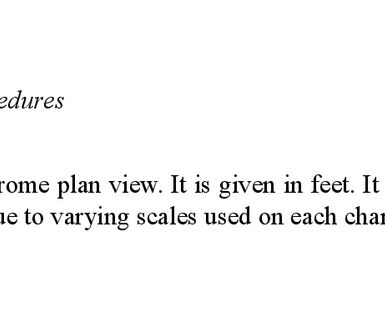 edures
rome plan view. It is given in feet. It
ue to varying scales used on each char